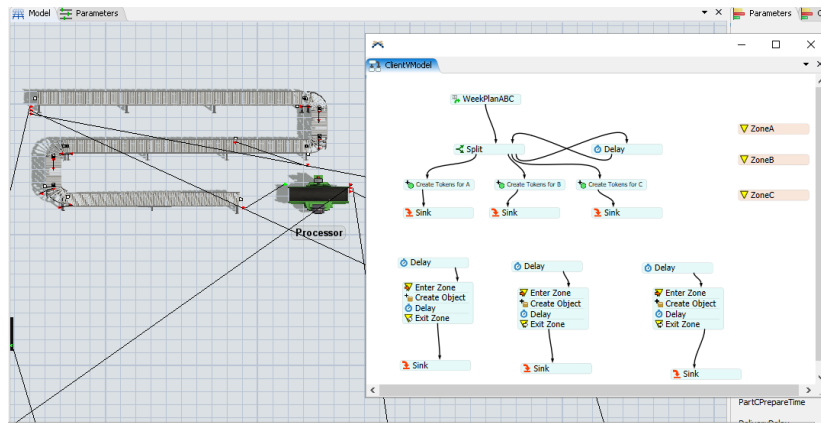 Model Parameters
Parameters
ClientVModel
WeekPlanABC
Split
Delay
ZoneA
ZoneB
ZoneC
Create Tokens for A
Create Tokens for B
Create Tokens for C
Sink
Sink
Sink
Processor
Delay
Delay
Delay
Enter Zone
Create Object
Delay
Exit Zone
Enter Zone
Create Object
Delay
Exit Zone
Enter Zone
Create Object
Delay
Exit Zone
Sink
Sink
Sink
PartCPrepareTime